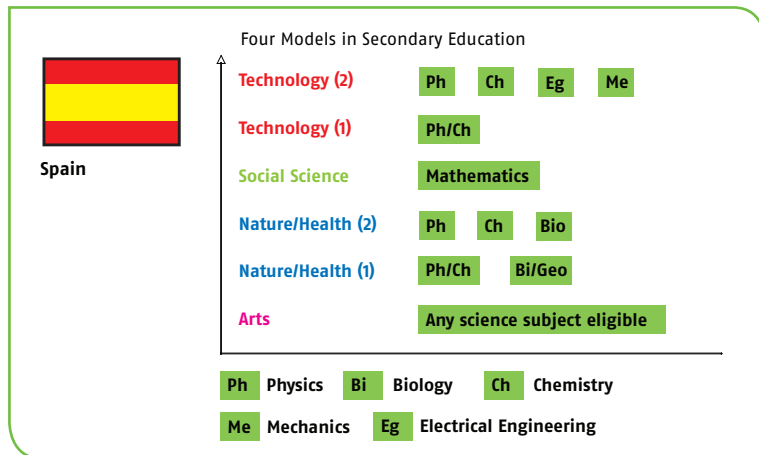 Four Models in Secondary Education
Spain
Technology (2) Ph Ch Eg Me
Technology (1) Ph/Ch
Social Science Mathematics
Nature/Health (2) Ph Ch Bio
Nature/Health (1) Ph/Ch Bi/Geo
Arts Any science subject eligible
Ph Physics Bi Biology Ch Chemistry
Me Mechanics Eg Electrical Engineering